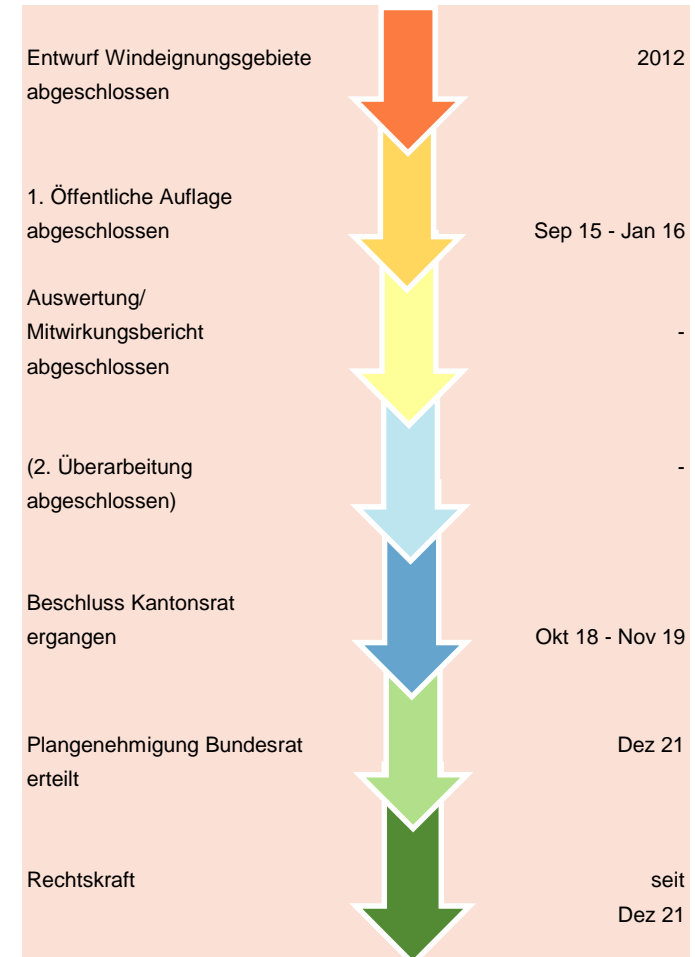 Entwurf Windeignungsgebiete 2012
abgeschlossen
1. Öffentliche Auflage
abgeschlossen Sep 15 - Jan 16
Auswertung/
Mitwirkungsbericht -
abgeschlossen
(2. Überarbeitung -
abgeschlossen)
Beschluss Kantonsrat
ergangen Okt 18 - Nov 19
Plangenehmigung Bundesrat Dez 21
erteilt
Rechtskraft seit
Dez 21